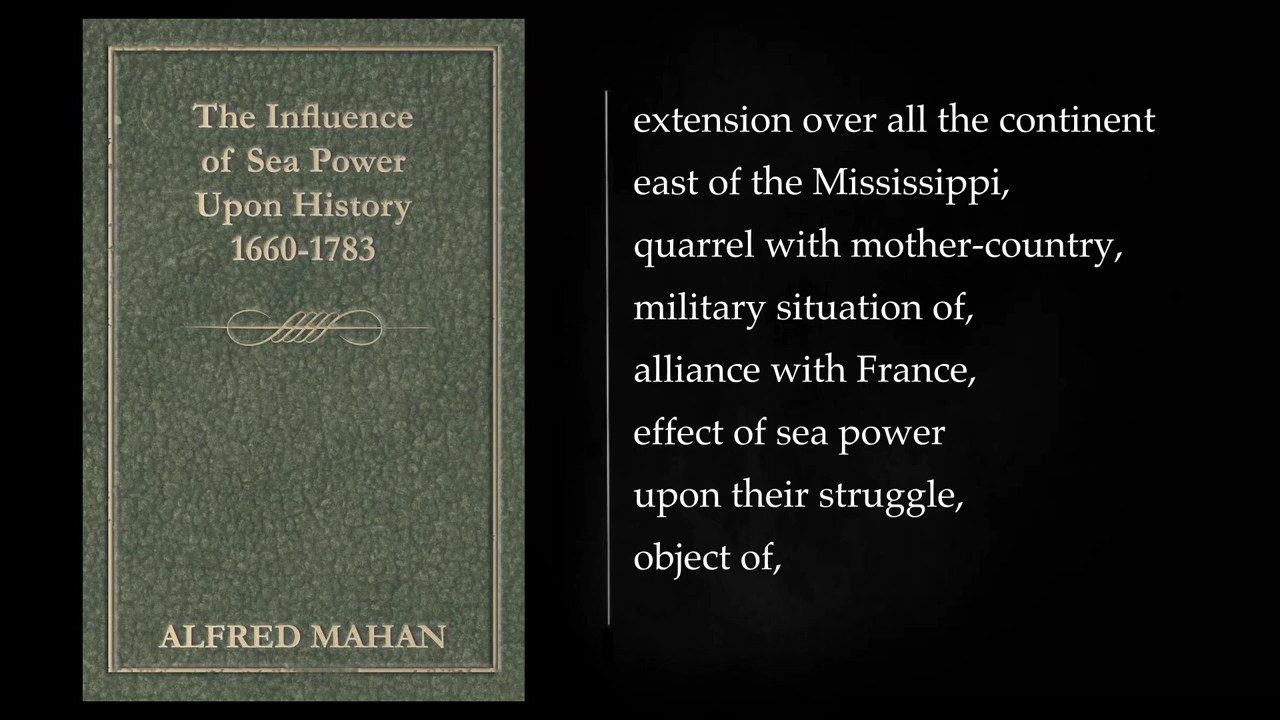 The Influence
of Sea Power
Upon History
1660-1783
ALFRED MAHAN
extension over all the continent
east of the Mississippi,
quarrel with mother-country,
military situation of,
alliance with France,
effect of sea power
upon their struggle,
object of,